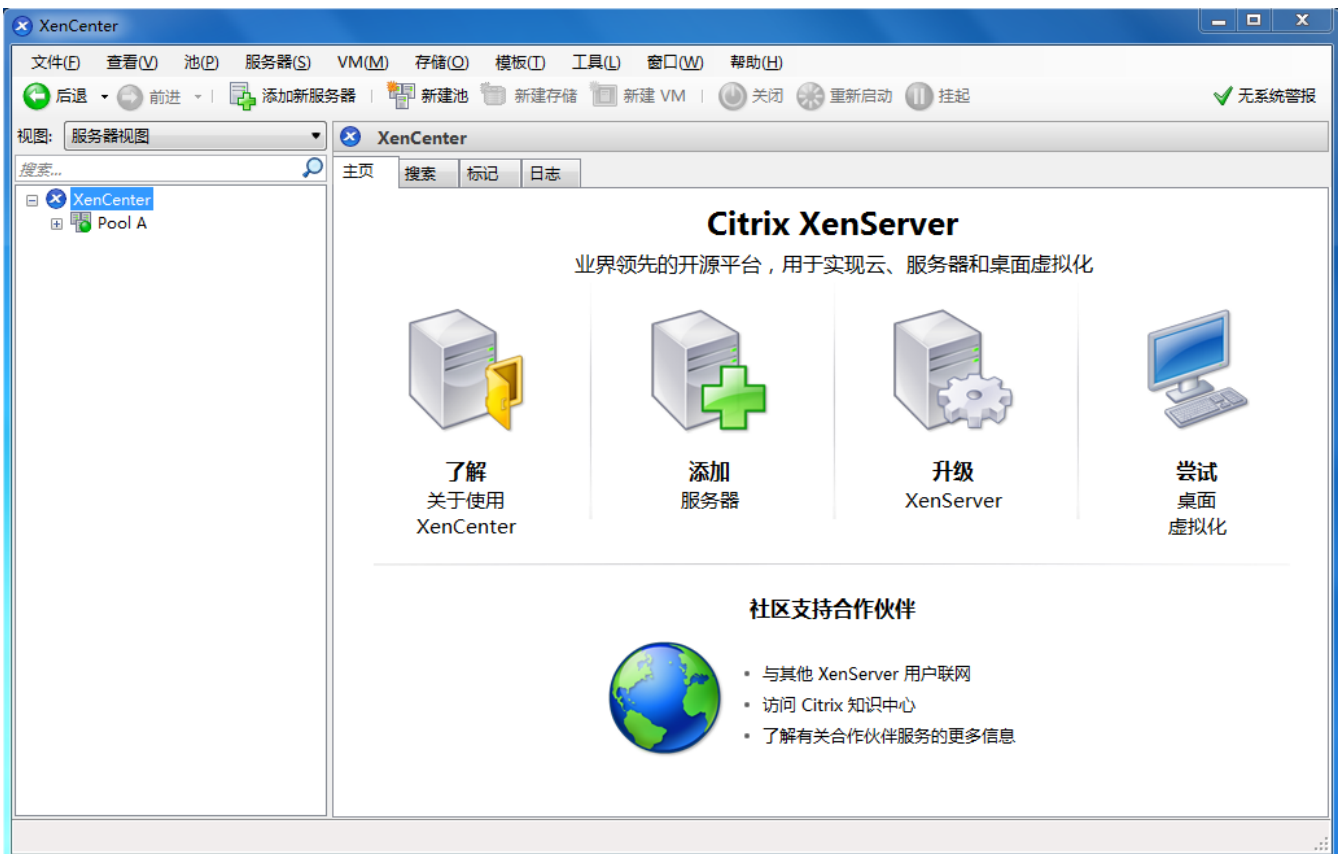 XenCenter
文件(F) 查看(V) 池(P) 服务器(S) VM(M) 存储(O) 模板(T) 工具(L) 窗口(W) 帮助(H)
后退 前进 添加新服务器 新建池 新建存储 新建 VM 关闭 重新启动 挂起 无系统警报
视图: 服务器视图
搜索...
XenCenter
Pool A
XenCenter
主页 搜索 标记 日志
Citrix XenServer
业界领先的开源平台，用于实现云、服务器和桌面虚拟化
了解
关于使用
XenCenter
添加
服务器
升级
XenServer
尝试
桌面
虚拟化
社区支持合作伙伴
与其他 XenServer 用户联网
访问 Citrix 知识中心
了解有关合作伙伴服务的更多信息